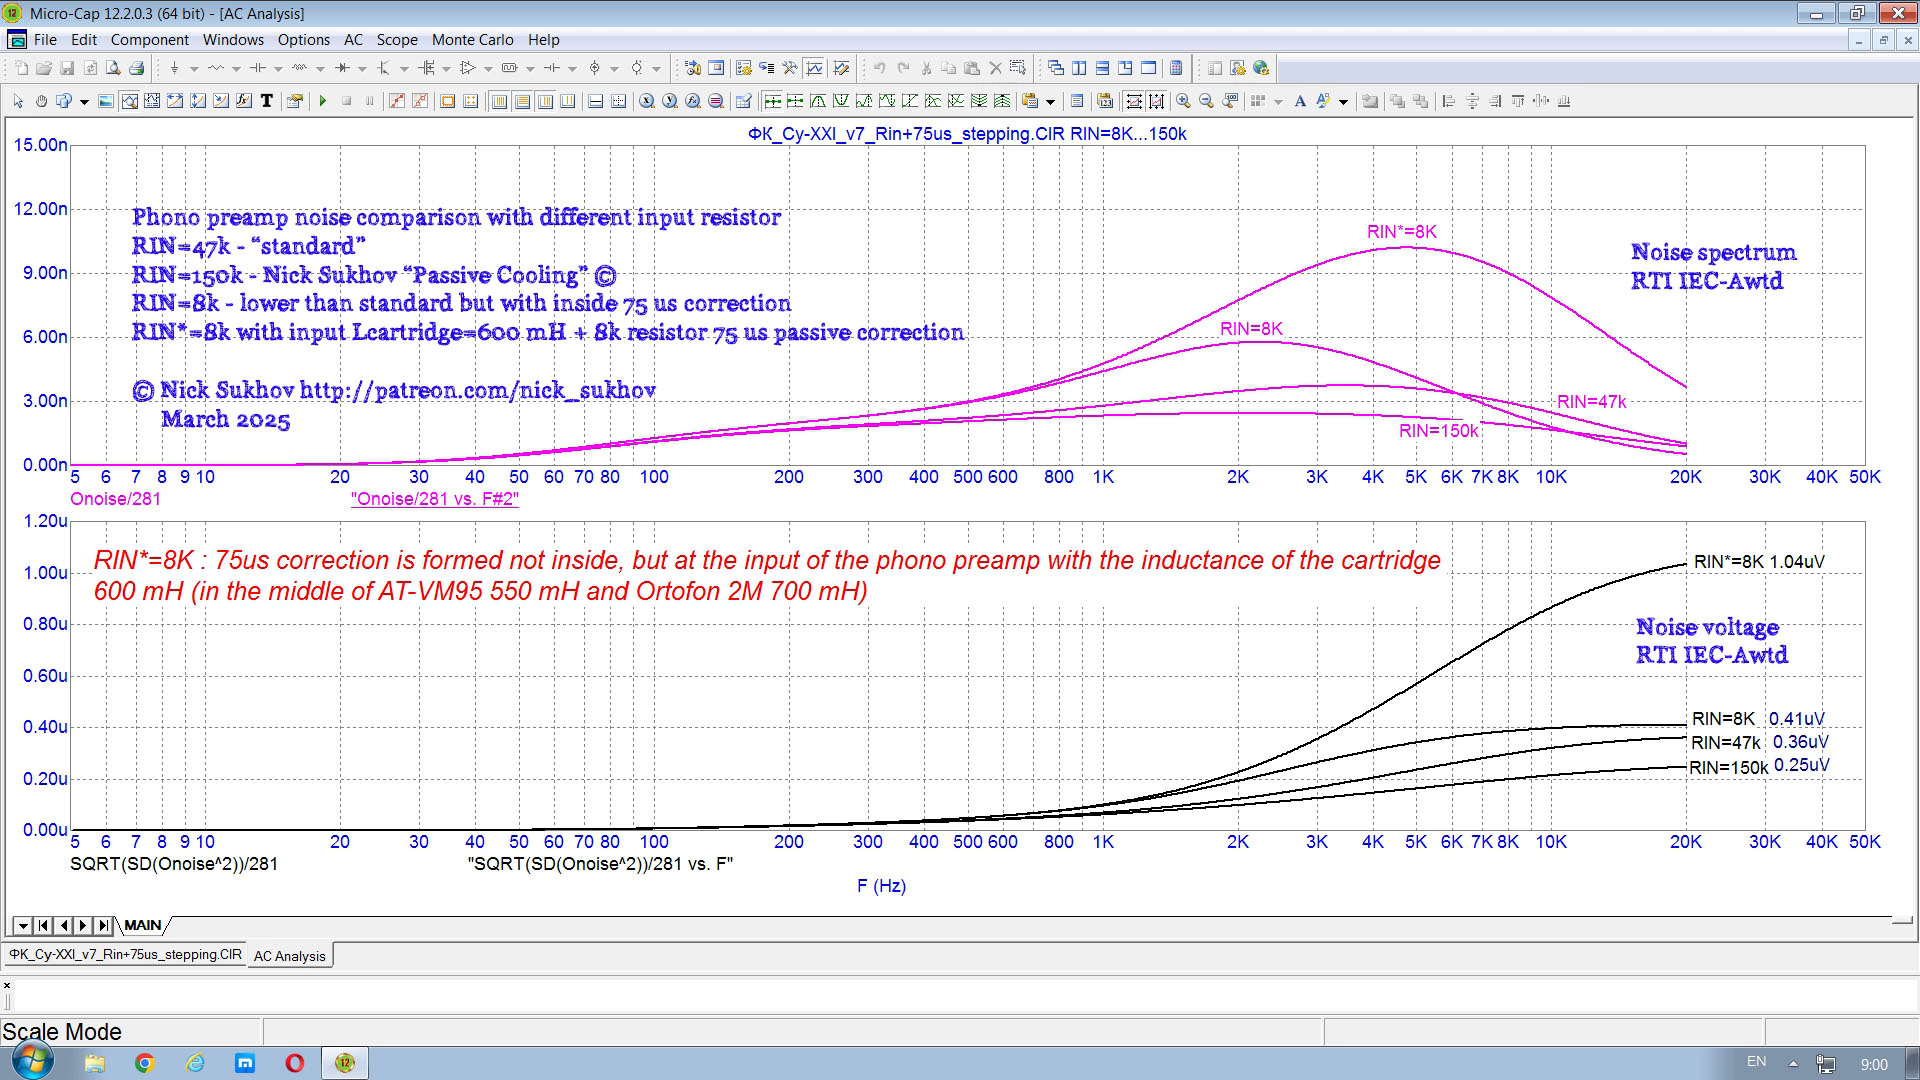 Micro-Cap 12.2.0.3 (64 bit) - [AC Analysis]
File Edit Component Windows Options AC Scope Monte Carlo Help
ФК_Су-XXI_v7_Rin+75us_stepping.CIR RIN=8K...150k
15.00n
12.00n
9.00n
6.00n
3.00n
0.00n
Phono preamp noise comparison with different input resistor
RIN=47k - “standard”
RIN=150k - Nick Sukhov “Passive Cooling” ©
RIN=8k - lower than standard but with inside 75 us correction
RIN*=8k with input Lcartridge=600 mH + 8k resistor 75 us passive correction
© Nick Sukhov http://patreon.com/nick_sukhov
March 2025
RIN*=8K
RIN=8K
RIN=47k
RIN=150k
Noise spectrum
RTI IEC-Awtd
5 6 7 8 9 10 20 30 40 50 60 70 80 100 200 300 400 500 600 800 1K 2K 3K 4K 5K 6K 7K 8K 10K 20K 30K 40K 50K
Onoise/281 "Onoise/281 vs. F#2"
1.20u
1.00u
0.80u
0.60u
0.40u
0.20u
0.00u
RIN*=8K : 75us correction is formed not inside, but at the input of the phono preamp with the inductance of the cartridge
600 mH (in the middle of AT-VM95 550 mH and Ortofon 2M 700 mH)
RIN*=8K 1.04uV
Noise voltage
RTI IEC-Awtd
RIN=8K 0.41uV
RIN=47k 0.36uV
RIN=150k 0.25uV
5 6 7 8 9 10 20 30 40 50 60 70 80 100 200 300 400 500 600 800 1K 2K 3K 4K 5K 6K 7K 8K 10K 20K 30K 40K 50K
SQRT(SD(Onoise^2))/281 "SQRT(SD(Onoise^2))/281 vs. F"
F (Hz)
MAIN
ФК_Су-XXI_v7_Rin+75us_stepping.CIR AC Analysis
Scale Mode
EN 9:00